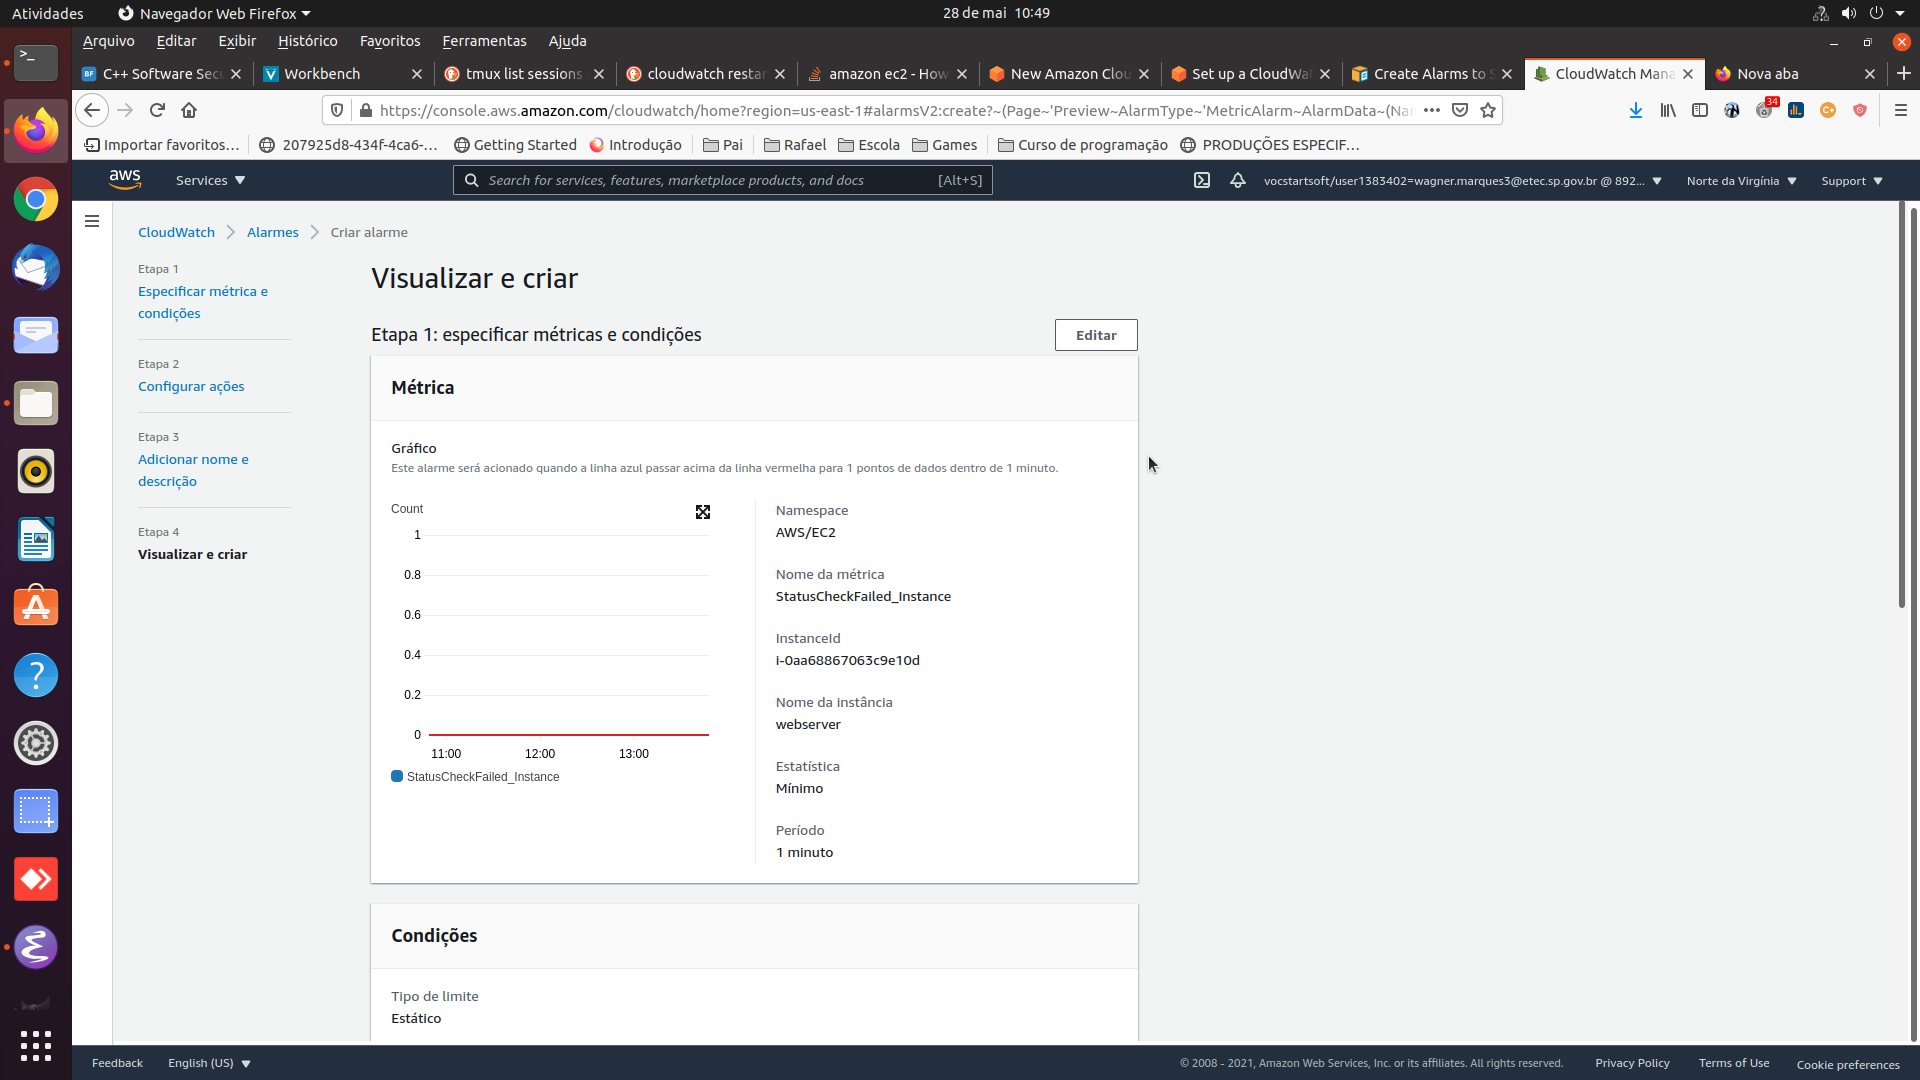 Atividades
Navegador Web Firefox
28 de mai 10:49
Arquivo Editar Exibir Histórico Favoritos Ferramentas Ajuda
C++ Software Sec
Workbench
tmux list sessions
cloudwatch restar
amazon ec2 - How
New Amazon Clou
Set up a CloudWat
Create Alarms to S
CloudWatch Mana
Nova aba
https://console.aws.amazon.com/cloudwatch/home?region=us-east-1#alarmsV2:create?~(Page~'Preview~AlarmType~'MetricAlarm~AlarmData~(Nar
34
Importar favoritos...
207925d8-434f-4ca6-...
Getting Started
Introdução
Pai
Rafael
Escola
Games
Curso de programação
PRODUÇÕES ESPECIF...
aws
Services
Search for services, features, marketplace products, and docs
[Alt+S]
vocstartsoft/user1383402=wagner.marques3@etec.sp.gov.br @ 892...
Norte da Virgínia
Support
CloudWatch
Alarmes
Criar alarme
Etapa 1
Especificar métrica e
condições
Etapa 2
Configurar ações
Etapa 3
Adicionar nome e
descrição
Etapa 4
Visualizar e criar
Visualizar e criar
Etapa 1: especificar métricas e condições
Editar
Métrica
Gráfico
Este alarme será acionado quando a linha azul passar acima da linha vermelha para 1 pontos de dados dentro de 1 minuto.
Count
1
0.8
0.6
0.4
0.2
0
11:00
12:00
13:00
StatusCheckFailed_Instance
Namespace
AWS/EC2
Nome da métrica
StatusCheckFailed_Instance
InstanceId
i-0aa68867063c9e10d
Nome da instância
webserver
Estatística
Mínimo
Período
1 minuto
Condições
Tipo de limite
Estático
Feedback
English (US)
© 2008 - 2021, Amazon Web Services, Inc. or its affiliates. All rights reserved.
Privacy Policy
Terms of Use
Cookie preferences